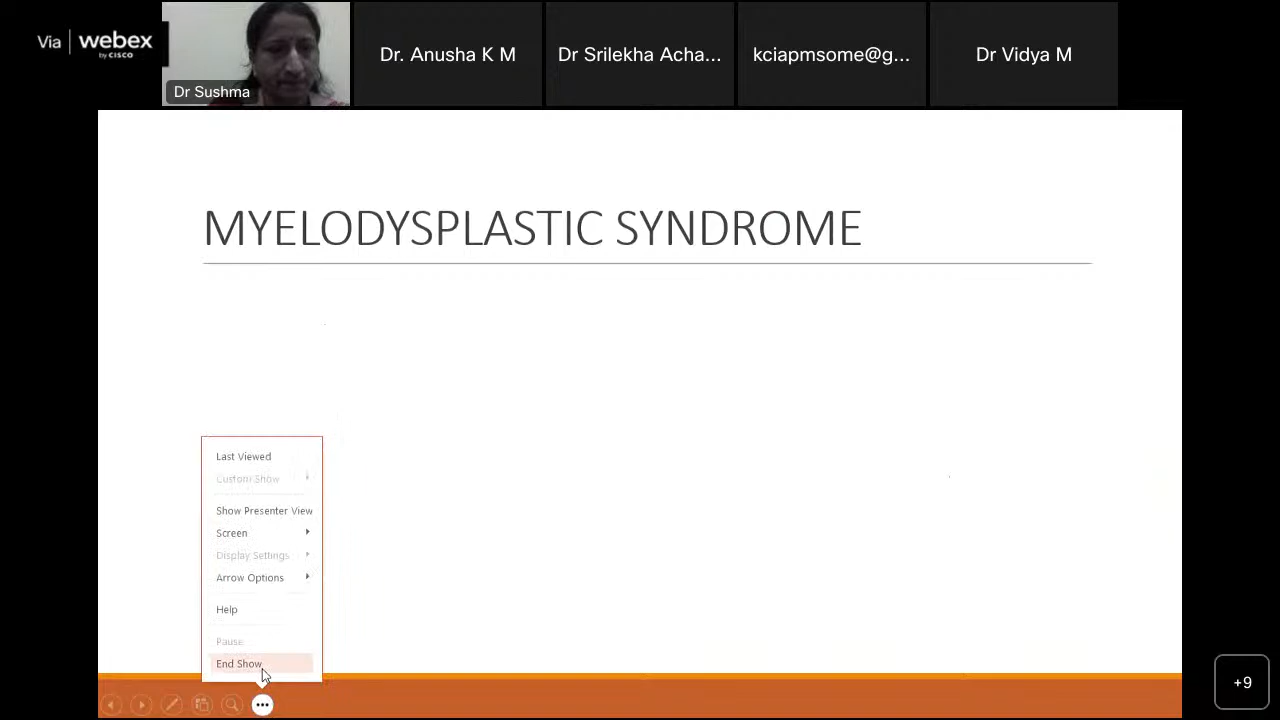 Via webex
by CISCO
Dr Sushma
Dr. Anusha K M
Dr Srilekha Acha...
kciapmsome@g...
Dr Vidya M
MYELODYSPLASTIC SYNDROME
Last Viewed
Custom Show
Show Presenter View
Screen
Display Settings
Arrow Options
Help
Pause
End Show
+9